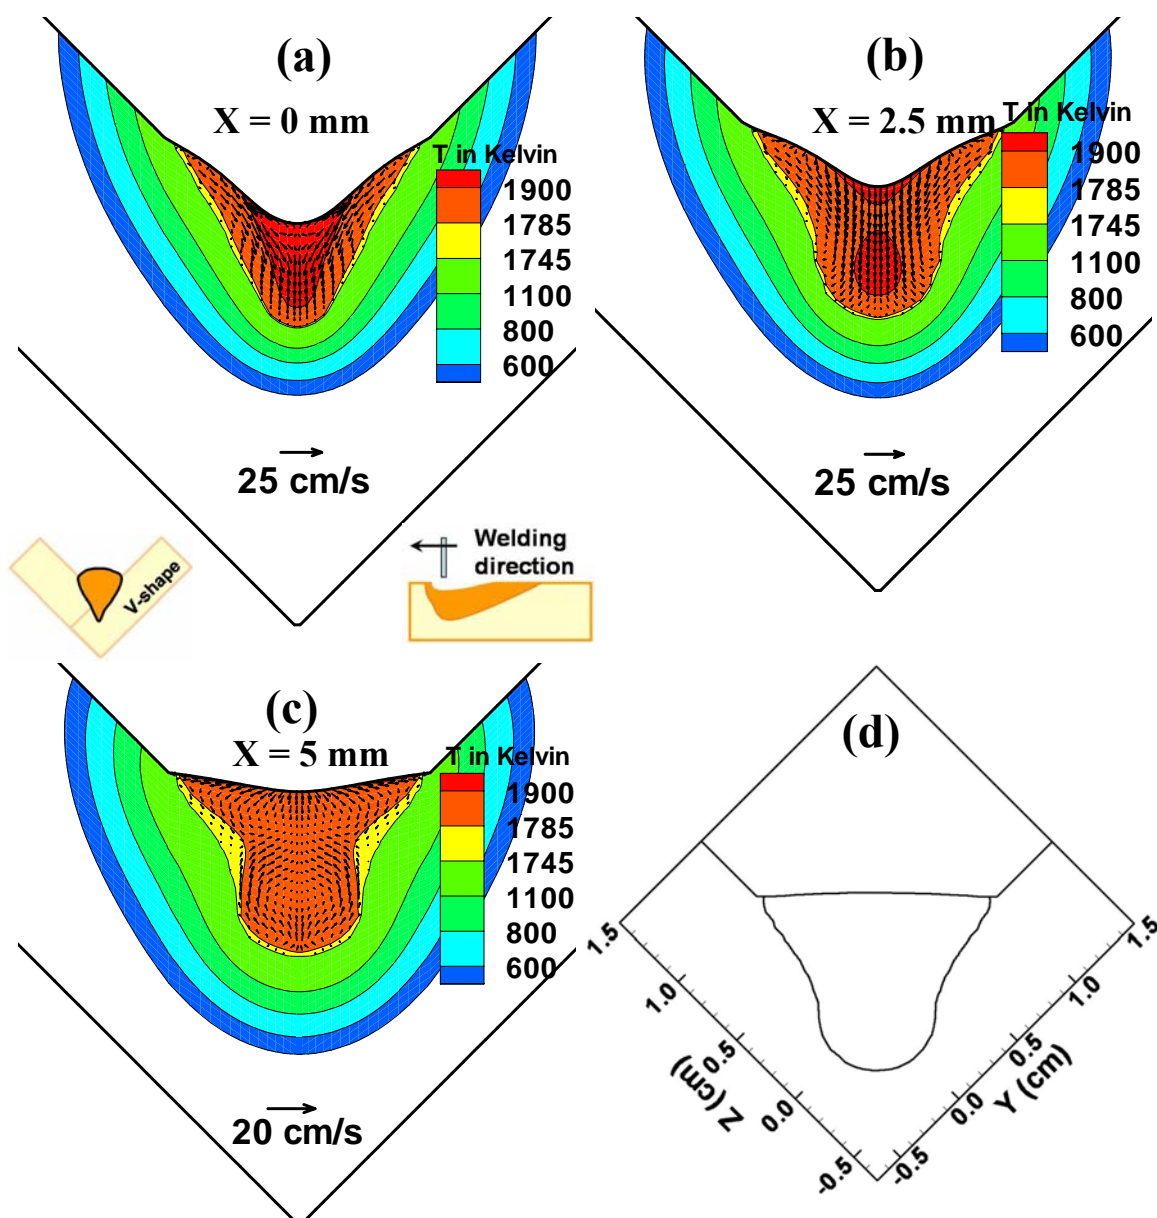 (a)
X = 0 mm
T in Kelvin
1900
1785
1745
1100
800
600
25 cm/s
(b)
X = 2.5 mm
T in Kelvin
1900
1785
1745
1100
800
600
25 cm/s
V-shape
Welding
direction
(c)
X = 5 mm
T in Kelvin
1900
1785
1745
1100
800
600
20 cm/s
(d)
1.5
1.0
0.5
0.0
-0.5
Z (cm)
1.5
1.0
0.5
0.0
-0.5
Y (cm)